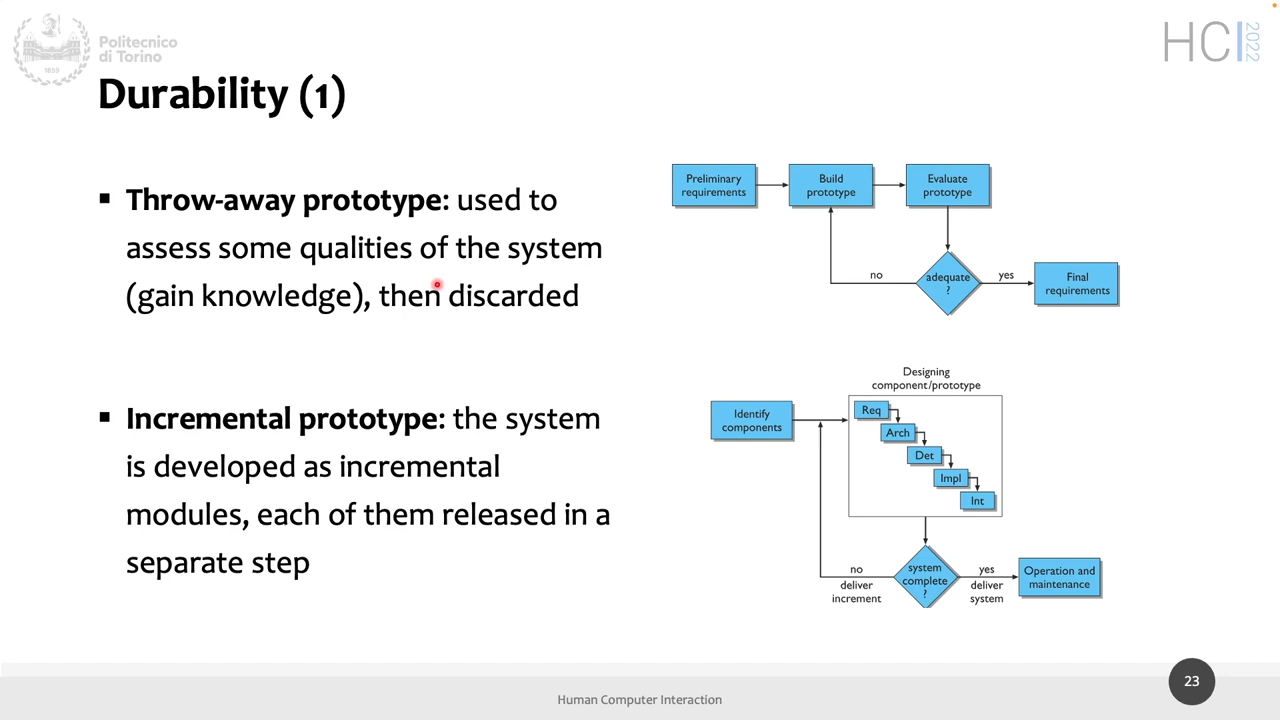 Politecnico
di Torino
1859
HCI
2022
Durability (1)
▪ Throw-away prototype: used to
assess some qualities of the system
(gain knowledge), then discarded
▪ Incremental prototype: the system
is developed as incremental
modules, each of them released in a
separate step
Preliminary
requirements
Build
prototype
Evaluate
prototype
no
adequate
?
yes
Final
requirements
Designing
component/prototype
Identify
components
Req
Arch
Det
Impl
Int
no
deliver
increment
system
complete
?
yes
deliver
system
Operation and
maintenance
Human Computer Interaction
23